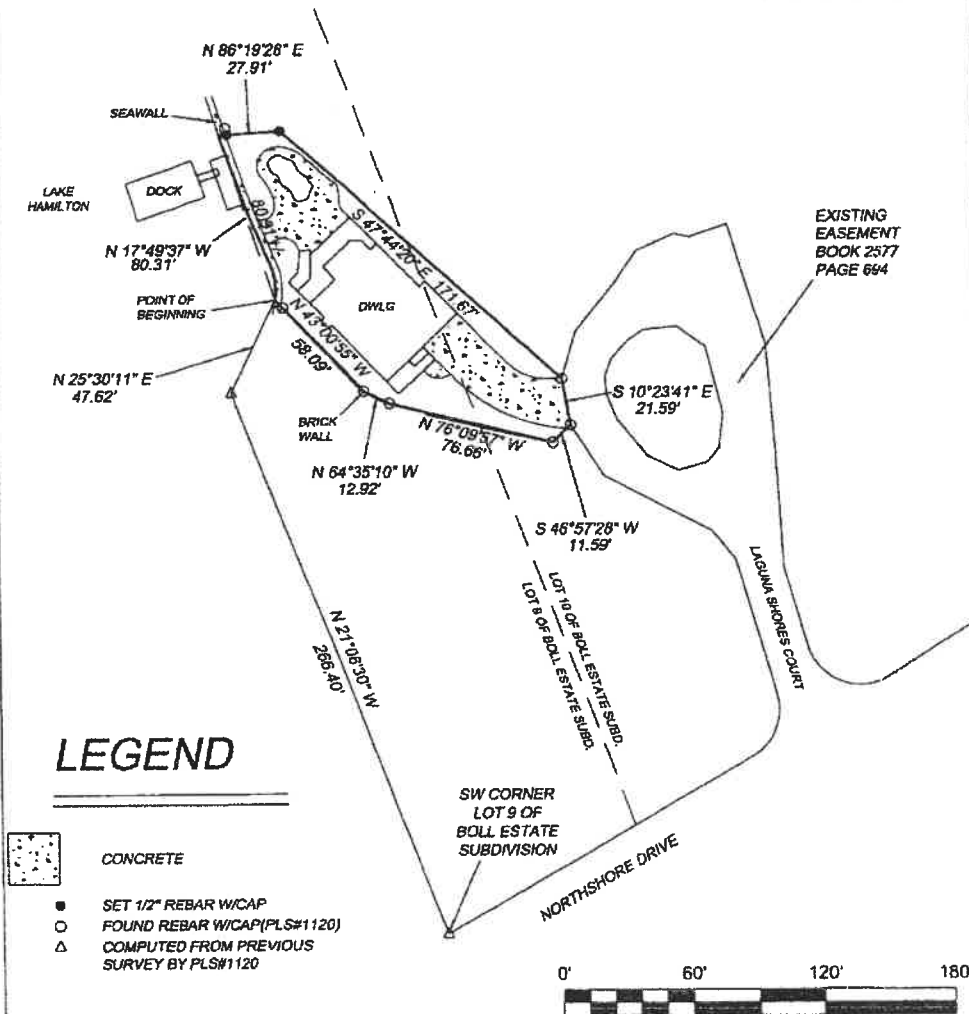 N 86°19'28" E
27.91'
SEAWALL
LAKE
HAMILTON
DOCK
N 17°49'37" W
80.31'
80.91'
POINT OF
BEGINNING
S 47°44'20" E 171.67'
DWLG
N 43°00'55" W
58.09'
EXISTING
EASEMENT
BOOK 2577
PAGE 694
N 25°30'11" E
47.62'
BRICK
WALL
S 10°23'41" E
21.59'
N 76°09'57" W
76.66'
N 64°35'10" W
12.92'
S 46°57'28" W
11.59'
LAGUNA SHORES COURT
LOT 10 OF BOLL ESTATE SUBD.
LOT 9 OF BOLL ESTATE SUBD.
N 21°06'30" W
266.40'
LEGEND
SW CORNER
LOT 9 OF
BOLL ESTATE
SUBDIVISION
NORTHSHORE DRIVE
CONCRETE
SET 1/2" REBAR W/CAP
FOUND REBAR W/CAP(PLS#1120)
COMPUTED FROM PREVIOUS
SURVEY BY PLS#1120
0' 60' 120' 180